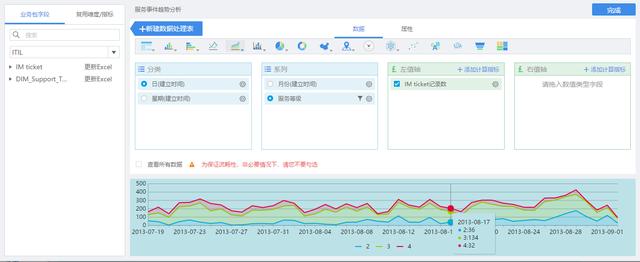 业务包字段
常用维度/指标
搜索
ITIL
IM ticket
更新Excel
DIM_Support_T...
更新Excel
服务事件趋势分析
完成
+新建数据处理表
数据
属性
分类
日(建立时间)
星期(建立时间)
系列
月份(建立时间)
服务等级
左值轴
+ 添加计算指标
IM ticket记录数
右值轴
+ 添加计算指标
请拖入数值类型字段
查看所有数据
为保证流畅性，非必要情况下，请您不要勾选
500
400
300
200
100
0
2013-07-19
2013-07-23
2013-07-27
2013-07-31
2013-08-04
2013-08-08
2013-08-12
2013-08-1
2013-08-24
2013-08-28
2013-09-01
2013-08-17
2:36
3:134
4:32
2
3
4